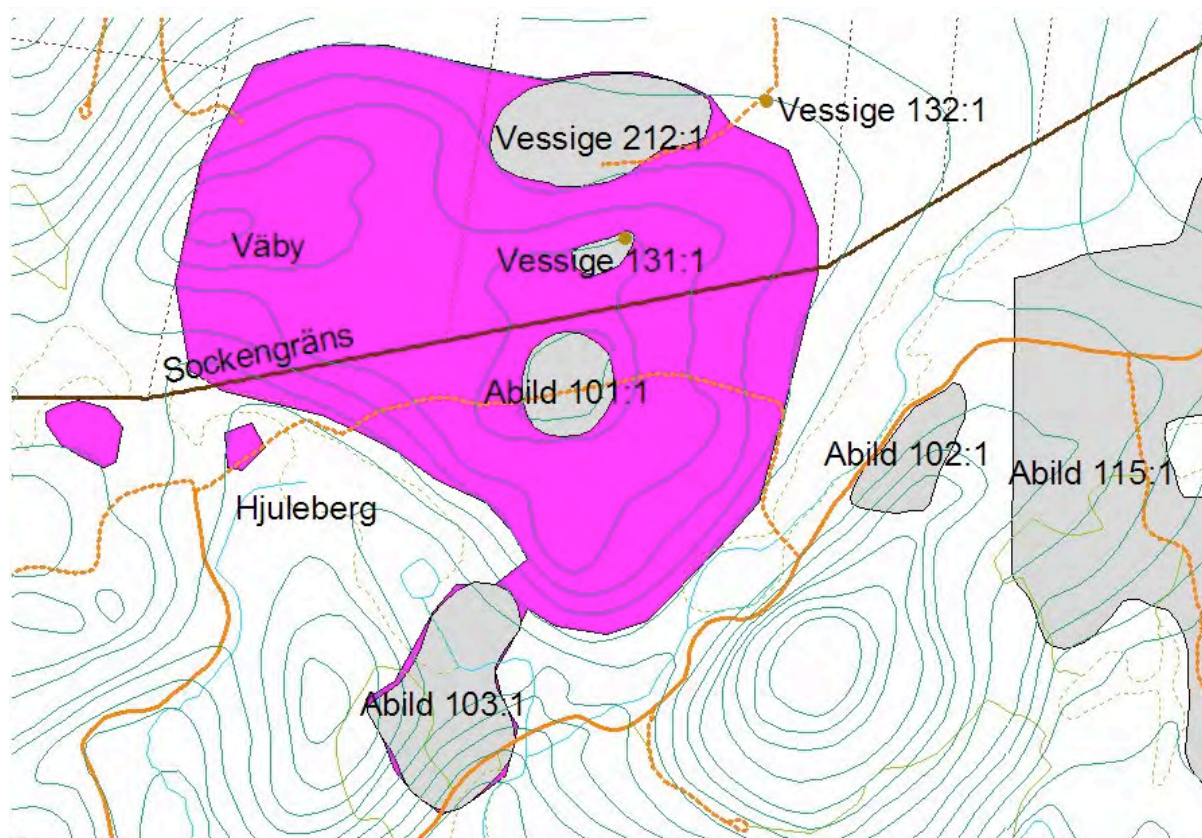 Vessige 132:1
Vessige 212:1
Väby
Vessige 131:1
Sockengräns
Abild 101:1
Abild 102:1
Abild 115:1
Hjuleberg
Abild 103:1